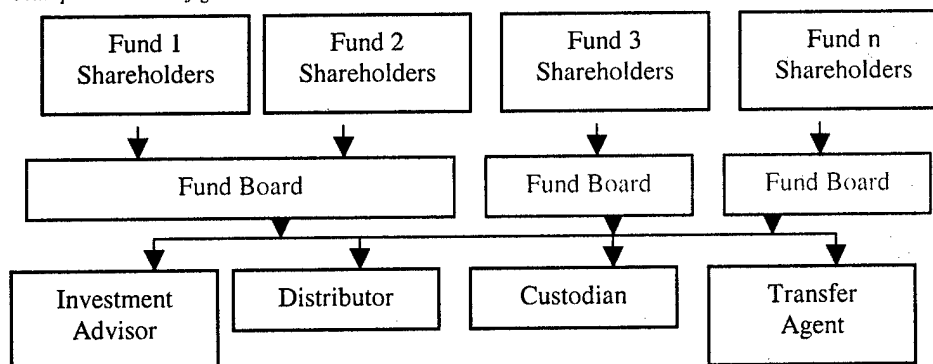 Fund 1
Shareholders
Fund 2
Shareholders
Fund 3
Shareholders
Fund n
Shareholders
Fund Board
Fund Board
Fund Board
Investment
Advisor
Distributor
Custodian
Transfer
Agent